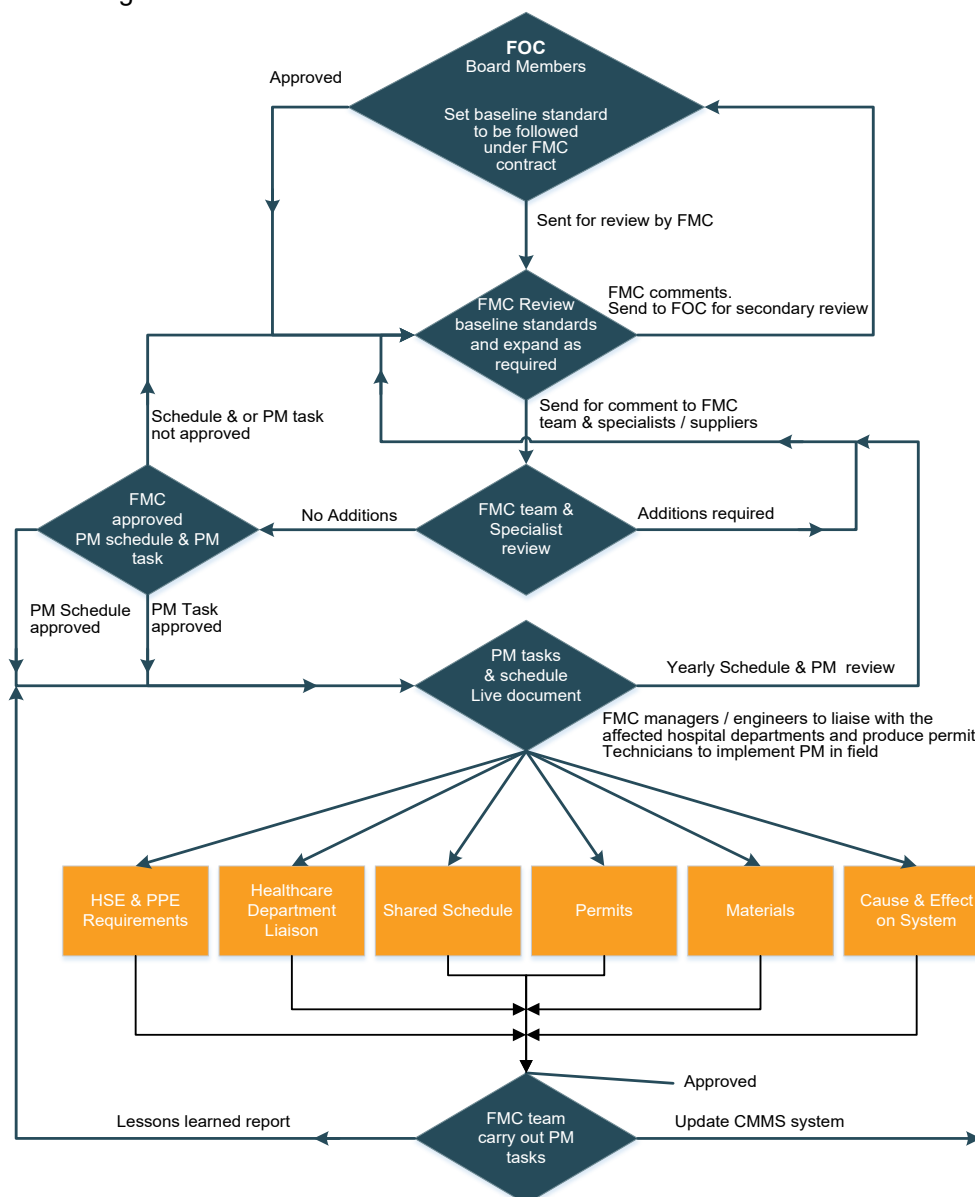 FOC
Board Members
Approved
Set baseline standard
to be followed
under FMC
contract
Sent for review by FMC
FMC Review
baseline standards
and expand as
required
FMC comments.
Send to FOC for secondary review
Schedule & or PM task
not approved
Send for comment to FMC
team & specialists / suppliers
FMC
approved
PM schedule & PM
task
No Additions
FMC team &
Specialist
review
Additions required
PM Schedule
approved
PM Task
approved
PM tasks
& schedule
Live document
Yearly Schedule & PM review
FMC managers / engineers to liaise with the
affected hospital departments and produce permit
Technicians to implement PM in field
HSE & PPE
Requirements
Healthcare
Department
Liaison
Shared Schedule
Permits
Materials
Cause & Effect
on System
Approved
Lessons learned report
FMC team
carry out PM
tasks
Update CMMS system